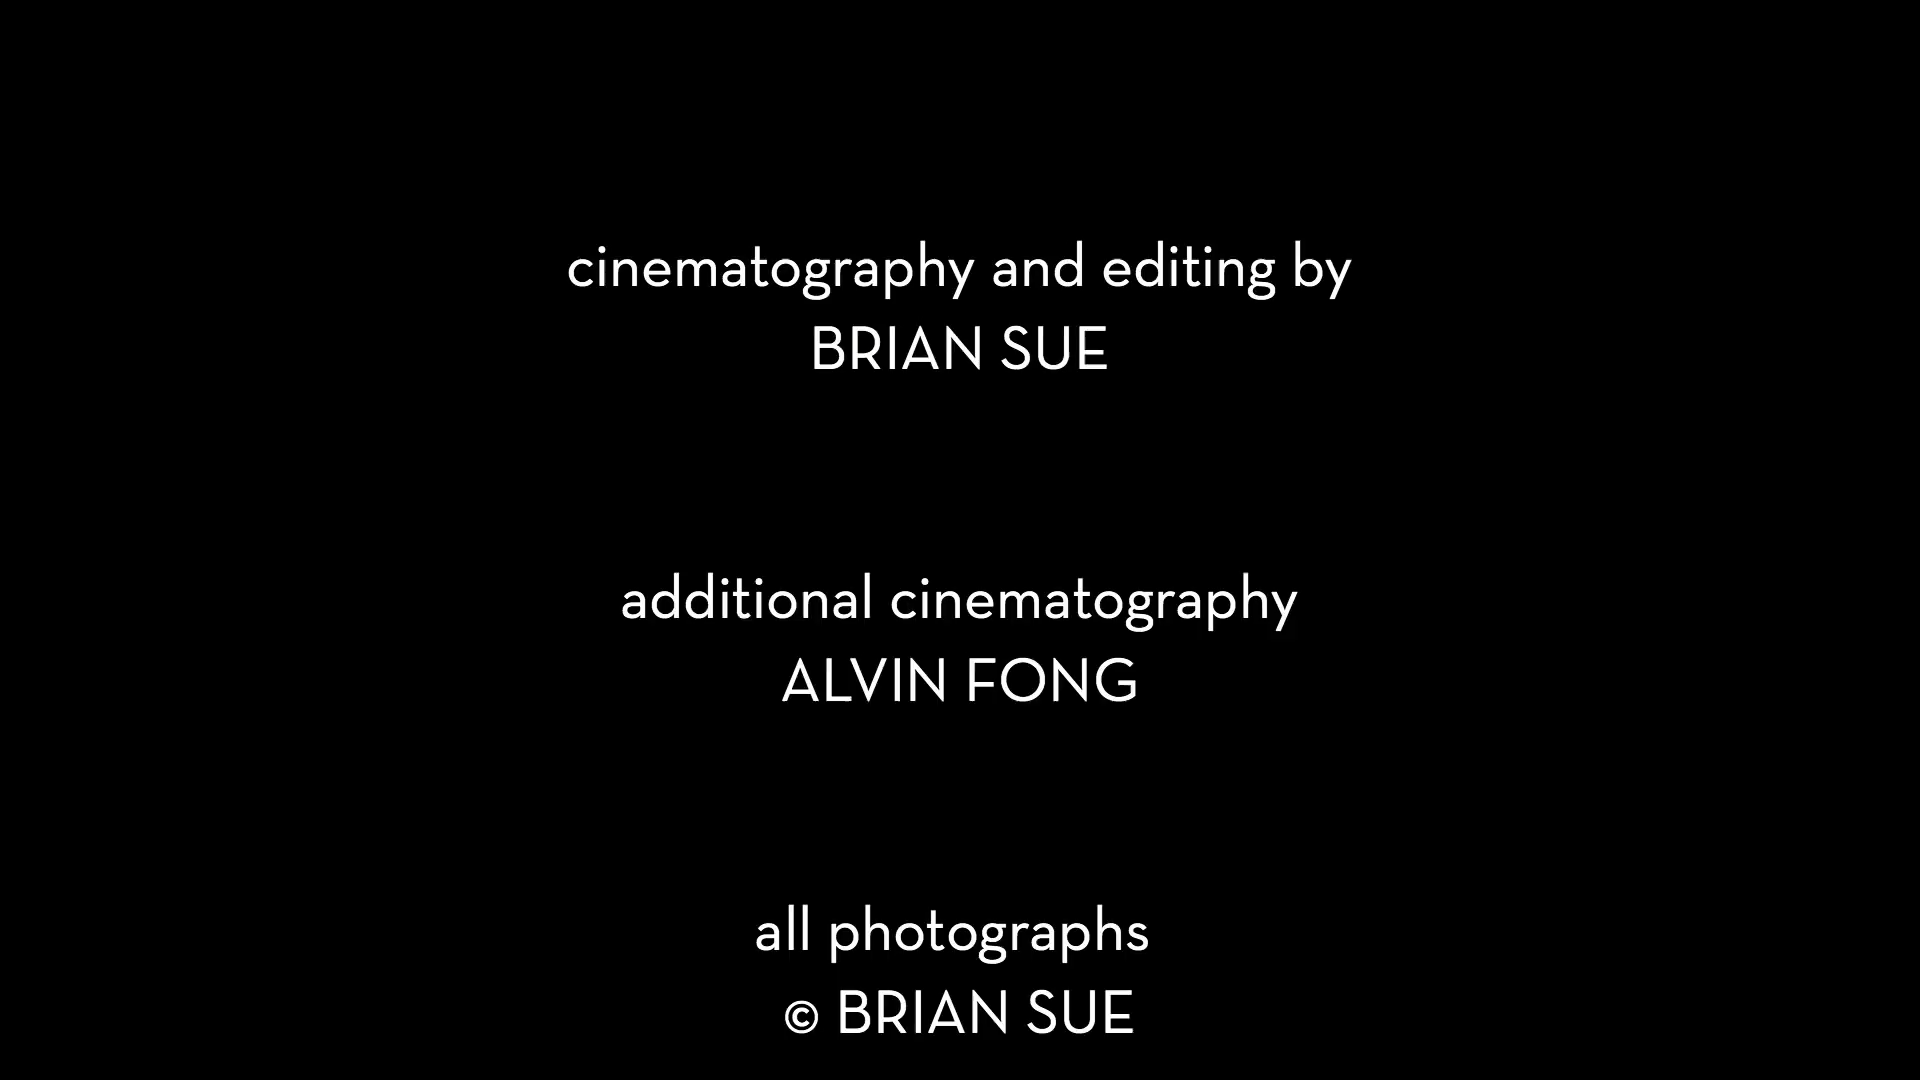 cinematography and editing by
BRIAN SUE
additional cinematography
ALVIN FONG
all photographs
© BRIAN SUE